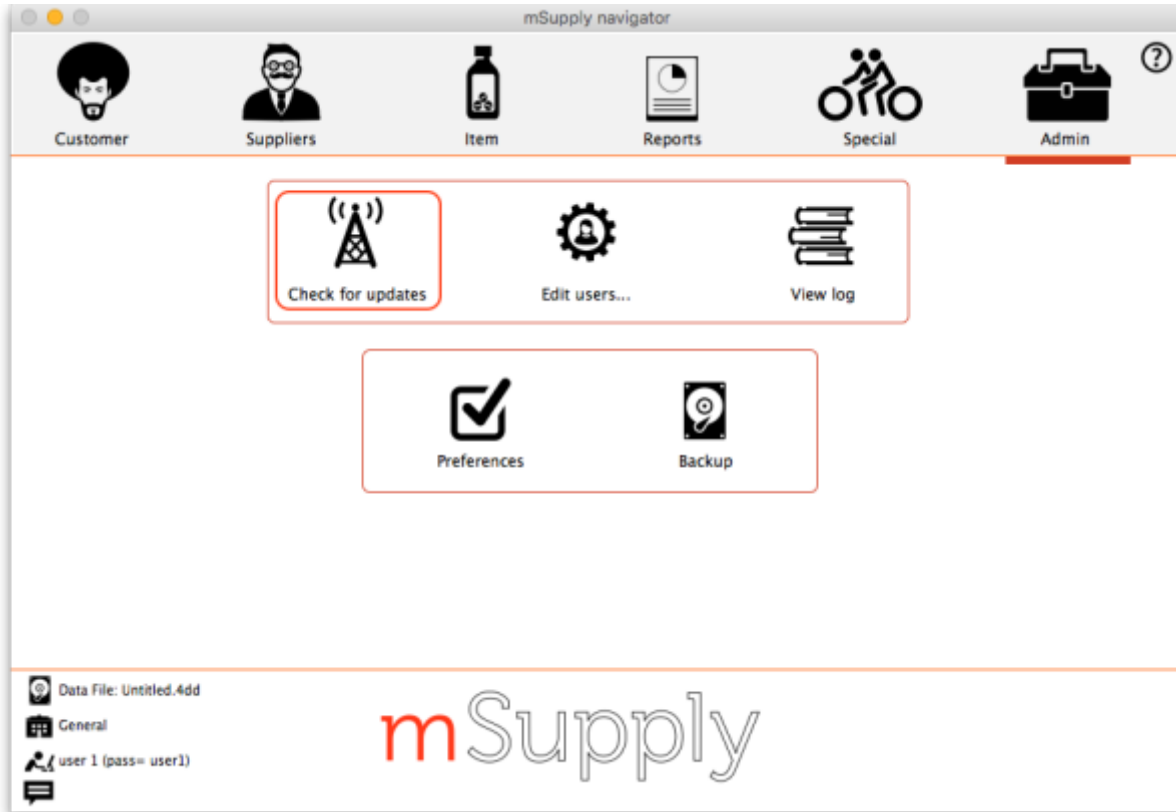 mSupply navigator
?
Customer Suppliers Item Reports Special Admin
Check for updates Edit users... View log
Preferences Backup
Data File: Untitled.4dd
General
user 1 (pass= user1)
mSupply